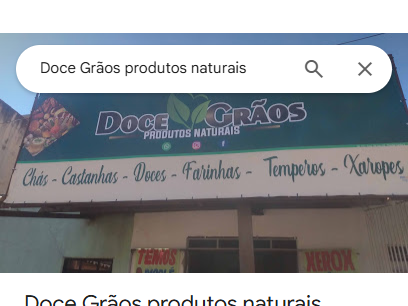 Doce Grãos produtos naturais
DOCE GRÃOS
PRODUTOS NATURAIS
Chás - Castanhas - Doces - Farinhas - Temperos - Xaropes
TEMOS
XEROX
Doce Grãos produtos naturais